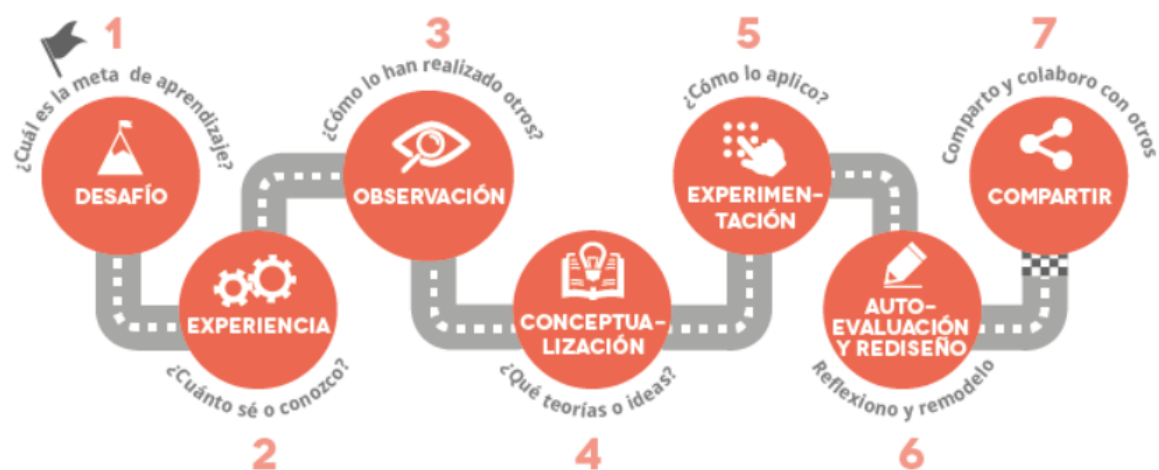 1
¿Cuál es la meta de aprendizaje?
DESAFÍO
EXPERIENCIA
¿Cuánto sé o conozco?
2
3
¿Cómo lo han realizado otros?
OBSERVACIÓN
CONCEPTUA-
LIZACIÓN
¿Qué teorías o ideas?
4
5
¿Cómo lo aplico?
EXPERIMEN-
TACIÓN
AUTO-
EVALUACIÓN
Y REDISEÑO
Reflexiono y remodelo
6
7
Comparto y colaboro con otros
COMPARTIR